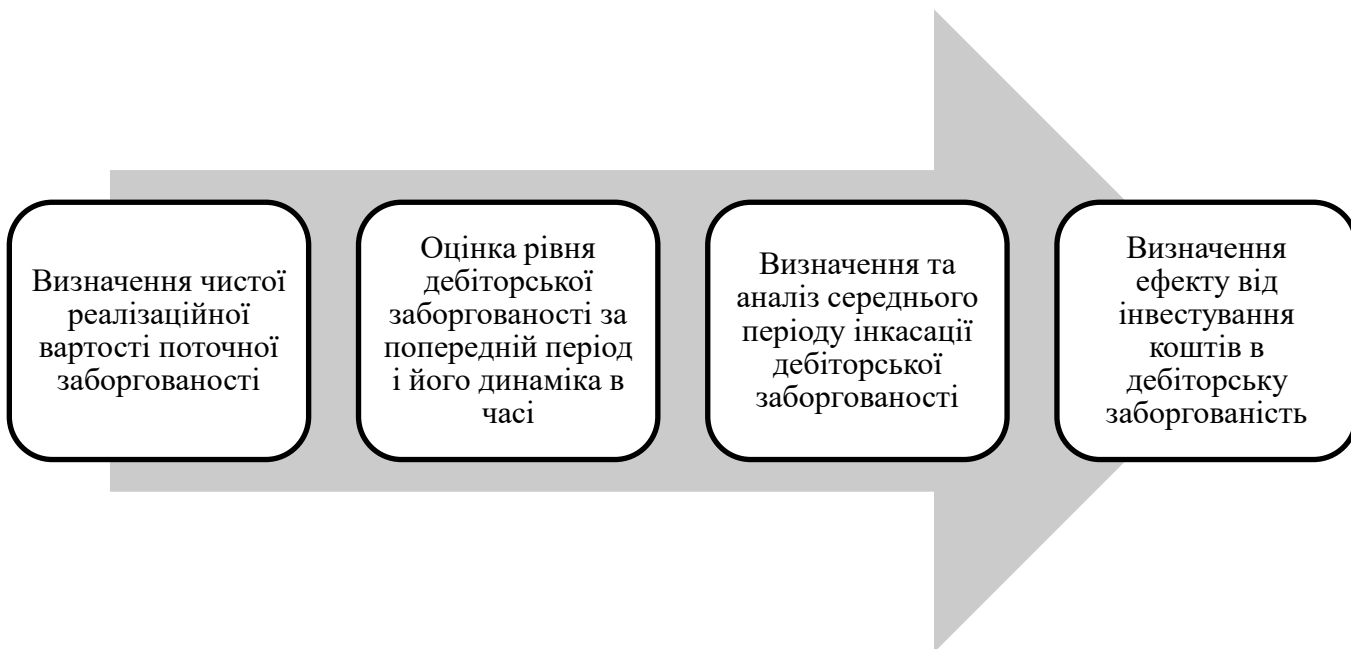 Визначення чистої
реалізаційної
вартості поточної
заборгованості
Оцінка рівня
дебіторської
заборгованості за
попередній період
і його динаміка в
часі
Визначення та
аналіз середнього
періоду інкасації
дебіторської
заборгованості
Визначення
ефекту від
інвестування
коштів в
дебіторську
заборгованість